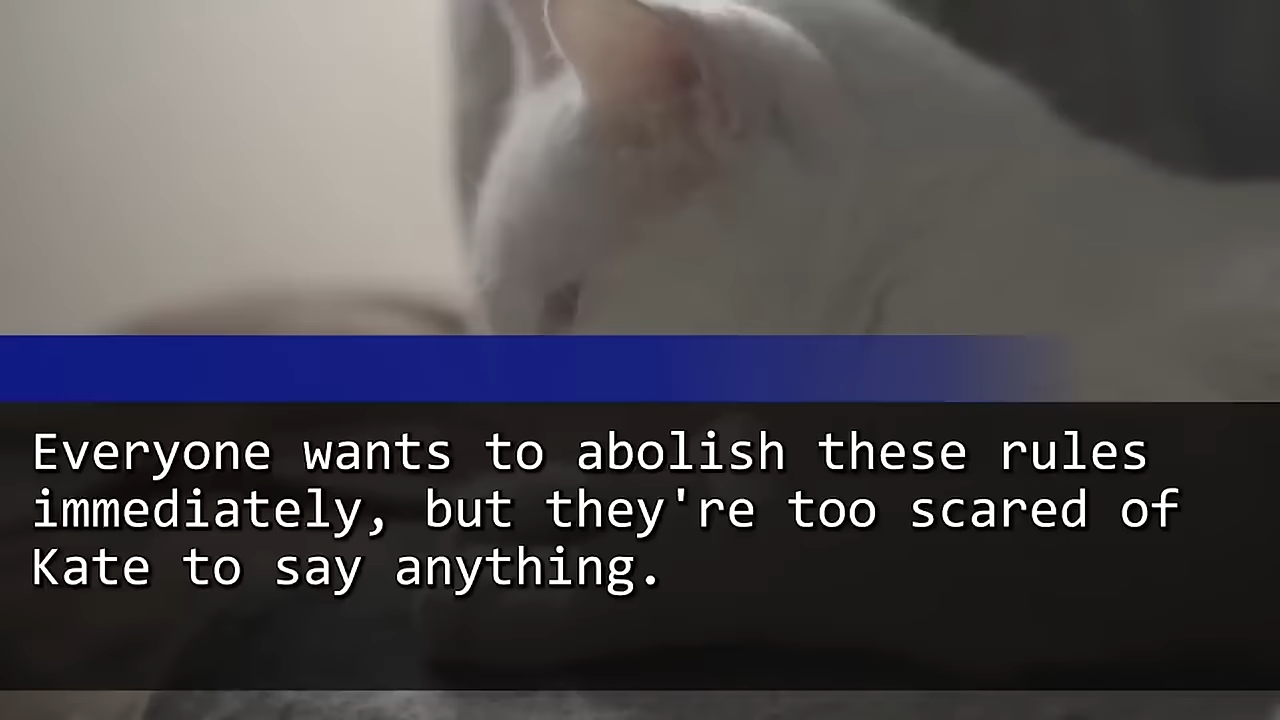 Everyone wants to abolish these rules
immediately, but they're too scared of
Kate to say anything.